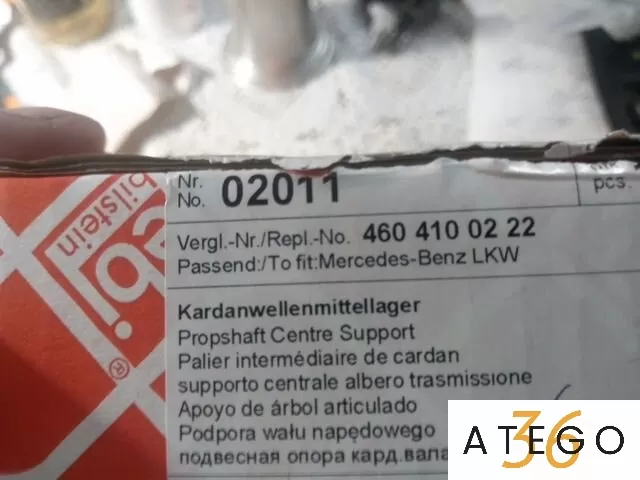 febi
bilstein
®
Nr.
No. 02011
pcs.
Vergl.-Nr./Repl.-No. 460 410 02 22
Passend:/To fit:Mercedes-Benz LKW
Kardanwellenmittellager
Propshaft Centre Support
Palier intermédiaire de cardan
supporto centrale albero trasmissione
Apoyo de árbol articulado
Podpora wału napędowego
подвесная опора кард.вала
36
ATEGO